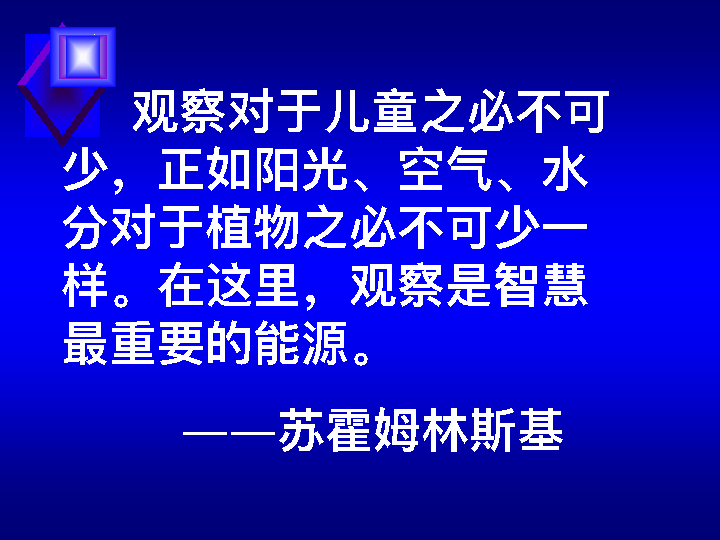 观察对于儿童之必不可
少，正如阳光、空气、水
分对于植物之必不可少一
样。在这里，观察是智慧
最重要的能源。
——苏霍姆林斯基